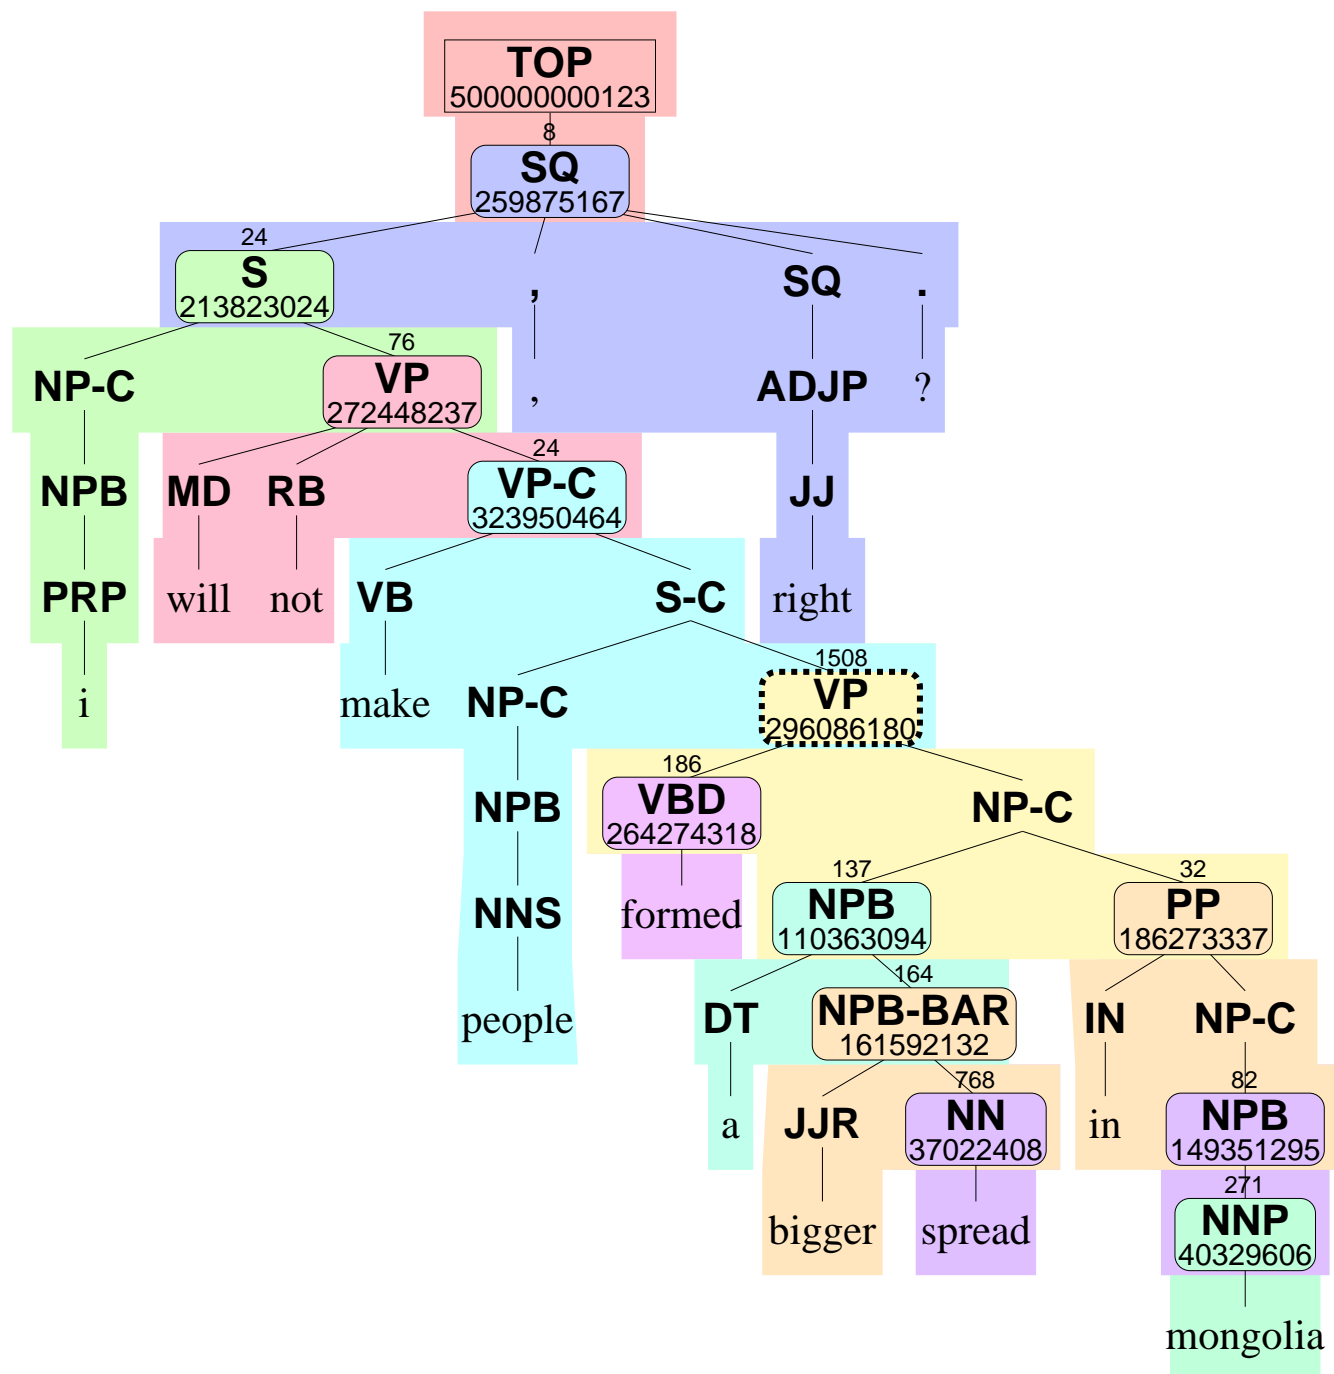 TOP
500000000123
8
SQ
259875167
24
S
213823024
,
SQ
.
76
NP-C
VP
272448237
,
ADJP
?
24
NPB
MD
RB
VP-C
323950464
JJ
PRP
will
not
VB
S-C
right
1508
i
make
NP-C
VP
296086180
186
NPB
VBD
264274318
NP-C
137
32
NNS
formed
NPB
110363094
PP
186273337
164
people
DT
NPB-BAR
161592132
IN
NP-C
768
82
a
JJR
NN
37022408
in
NPB
149351295
271
bigger
spread
NNP
40329606
mongolia